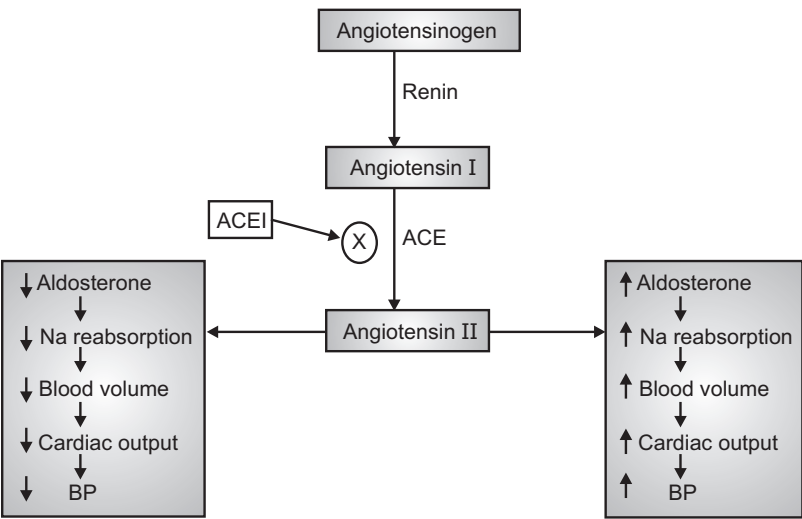 Angiotensinogen
Renin
Angiotensin I
ACEI
X
ACE
Angiotensin II
↓ Aldosterone
↓ Na reabsorption
↓ Blood volume
↓ Cardiac output
↓ BP
↑ Aldosterone
↑ Na reabsorption
↑ Blood volume
↑ Cardiac output
↑ BP